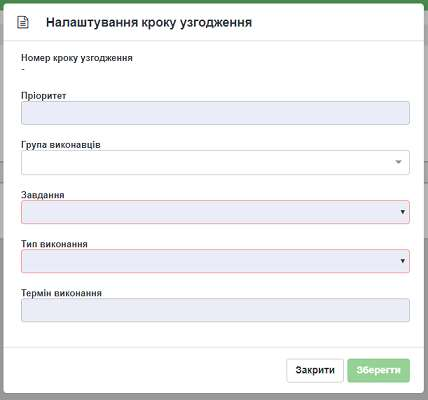 Налаштування кроку узгодження
Номер кроку узгодження
-
Пріоритет
Група виконавців
Завдання
Тип виконання
Термін виконання
Закрити Зберегти